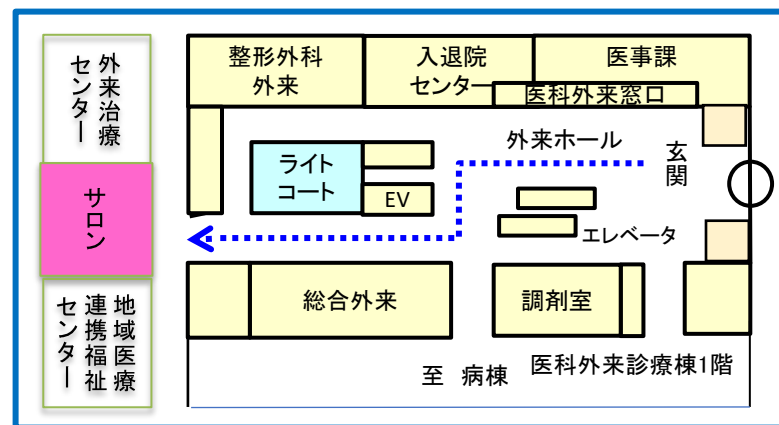 外来治療
センター
サロン
地域医療
連携福祉
センター
整形外科
外来
入退院
センター
医事課
医科外来窓口
外来ホール
玄関
ライト
コート
EV
エレベータ
総合外来
調剤室
至 病棟
医科外来診療棟1階